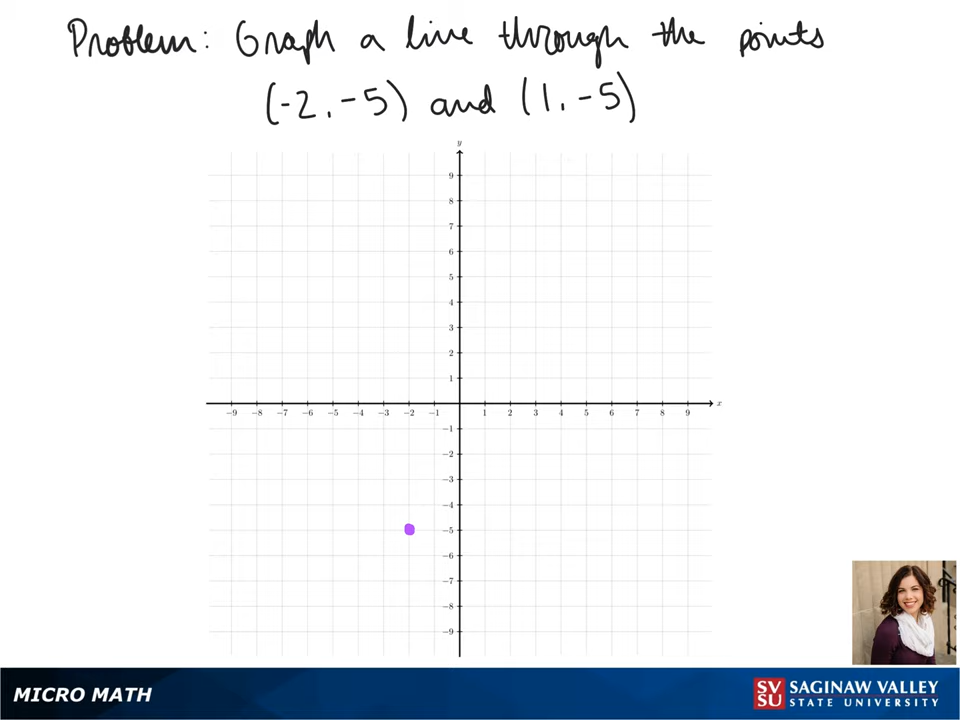 Problem: Graph a line through the points
(-2, -5) and (1, -5)
y
9
8
7
6
5
4
3
2
1
-9 -8 -7 -6 -5 -4 -3 -2 -1 1 2 3 4 5 6 7 8 9 x
-1
-2
-3
-4
-5
-6
-7
-8
-9
MICRO MATH
SV SU SAGINAW VALLEY
STATE UNIVERSITY